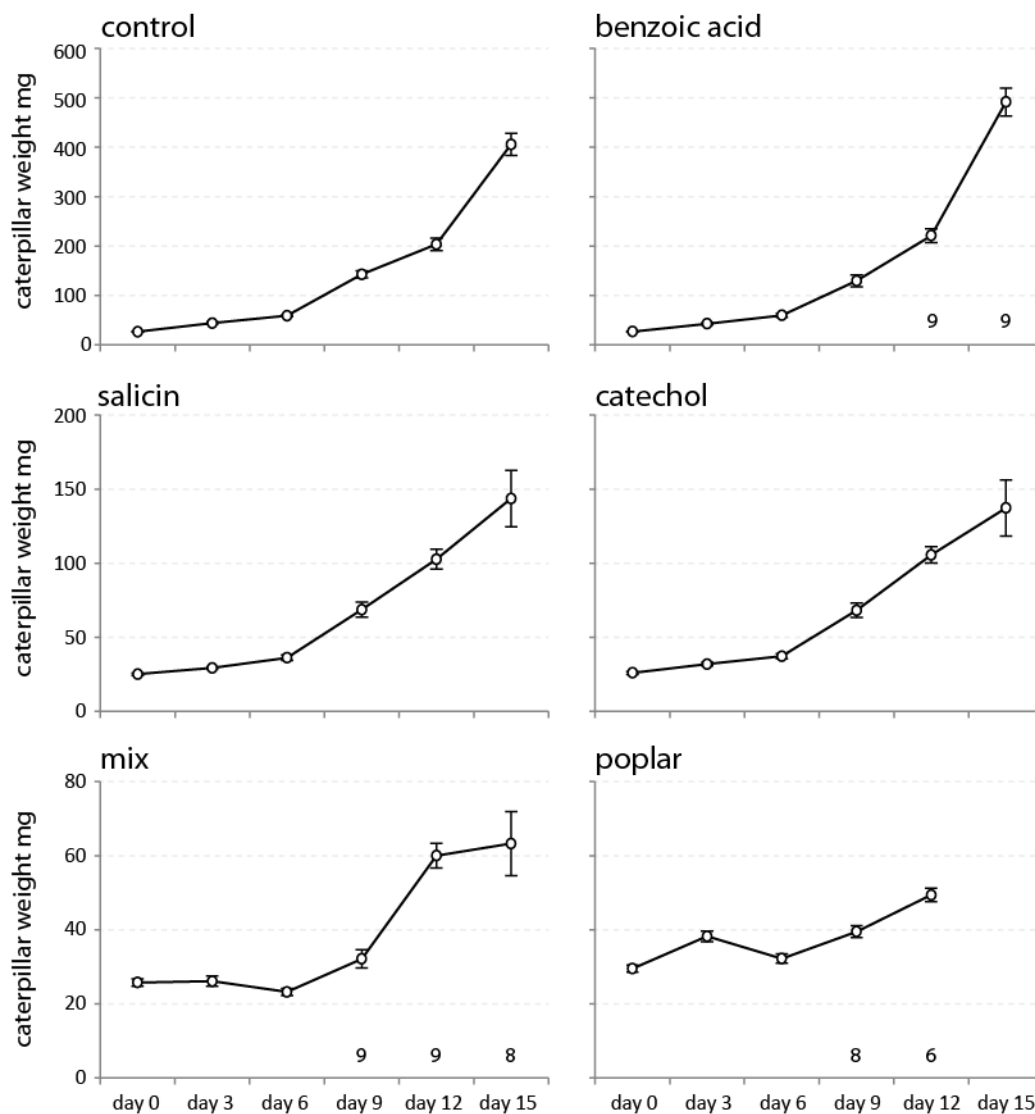 control
benzoic acid
caterpillar weight mg
600
500
400
300
200
100
0
9 9
salicin
catechol
caterpillar weight mg
200
150
100
50
0
mix
poplar
caterpillar weight mg
80
60
40
20
0
9 9 8
8 6
day 0 day 3 day 6 day 9 day 12 day 15
day 0 day 3 day 6 day 9 day 12 day 15